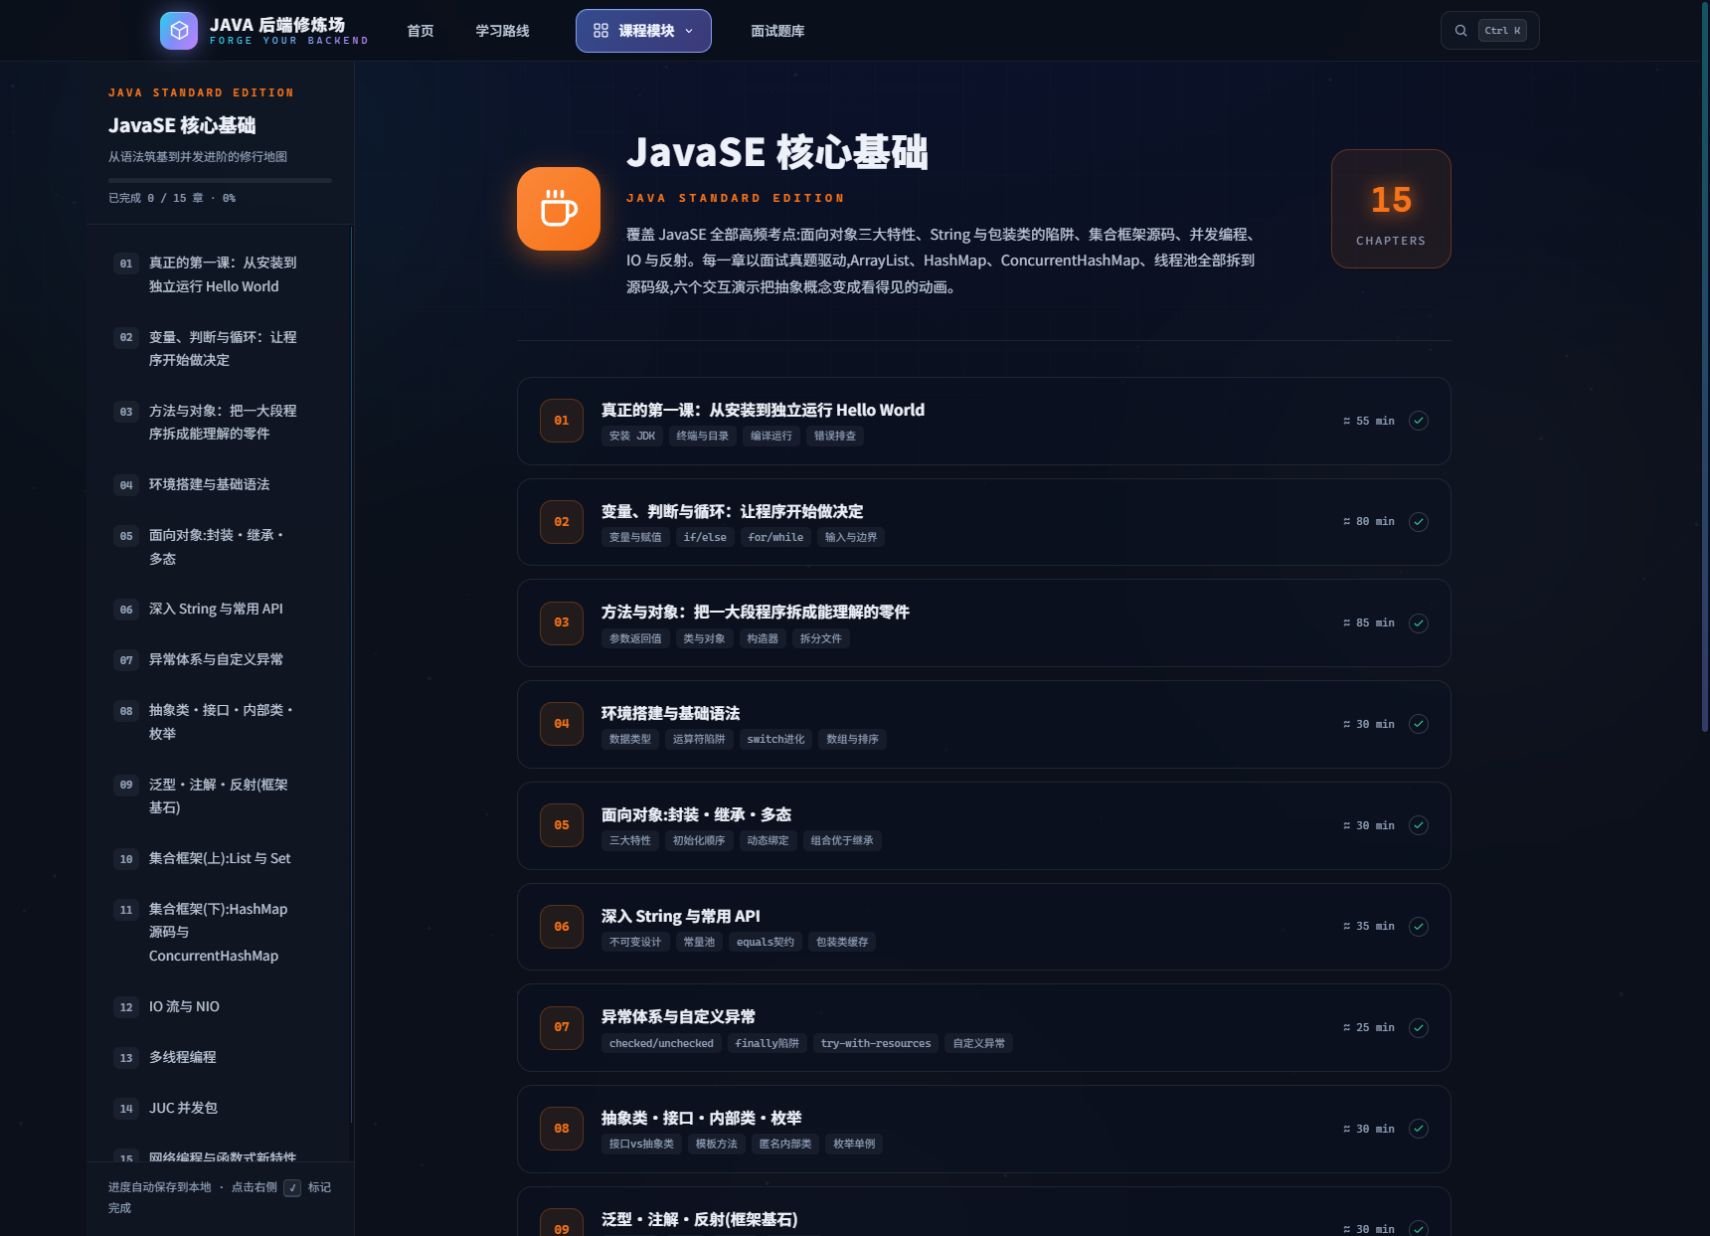 JAVA 后端修炼场
FORGE YOUR BACKEND
首页
学习路线
课程模块
面试题库
Ctrl K
JAVA STANDARD EDITION
JavaSE 核心基础
从语法筑基到并发进阶的修行地图
已完成 0 / 15 章 · 0%
01 真正的第一课：从安装到
独立运行 Hello World
02 变量、判断与循环：让程
序开始做决定
03 方法与对象：把一大段程
序拆成能理解的零件
04 环境搭建与基础语法
05 面向对象:封装・继承・
多态
06 深入 String 与常用 API
07 异常体系与自定义异常
08 抽象类・接口・内部类・
枚举
09 泛型・注解・反射(框架
基石)
10 集合框架(上):List 与 Set
11 集合框架(下):HashMap
源码与
ConcurrentHashMap
12 IO 流与 NIO
13 多线程编程
14 JUC 并发包
15 网络编程与函数式新特性
进度自动保存到本地 · 点击右侧 ✓ 标记
完成
JavaSE 核心基础
JAVA STANDARD EDITION
覆盖 JavaSE 全部高频考点:面向对象三大特性、String 与包装类的陷阱、集合框架源码、并发编程、
IO 与反射。每一章以面试真题驱动,ArrayList、HashMap、ConcurrentHashMap、线程池全部拆到
源码级,六个交互演示把抽象概念变成看得见的动画。
15
CHAPTERS
01
真正的第一课：从安装到独立运行 Hello World
安装 JDK 终端与目录 编译运行 错误排查
≈ 55 min
02
变量、判断与循环：让程序开始做决定
变量与赋值 if/else for/while 输入与边界
≈ 80 min
03
方法与对象：把一大段程序拆成能理解的零件
参数返回值 类与对象 构造器 拆分文件
≈ 85 min
04
环境搭建与基础语法
数据类型 运算符陷阱 switch进化 数组与排序
≈ 30 min
05
面向对象:封装・继承・多态
三大特性 初始化顺序 动态绑定 组合优于继承
≈ 30 min
06
深入 String 与常用 API
不可变设计 常量池 equals契约 包装类缓存
≈ 35 min
07
异常体系与自定义异常
checked/unchecked finally陷阱 try-with-resources 自定义异常
≈ 25 min
08
抽象类・接口・内部类・枚举
接口vs抽象类 模板方法 匿名内部类 枚举单例
≈ 30 min
09
泛型・注解・反射(框架基石)
≈ 30 min